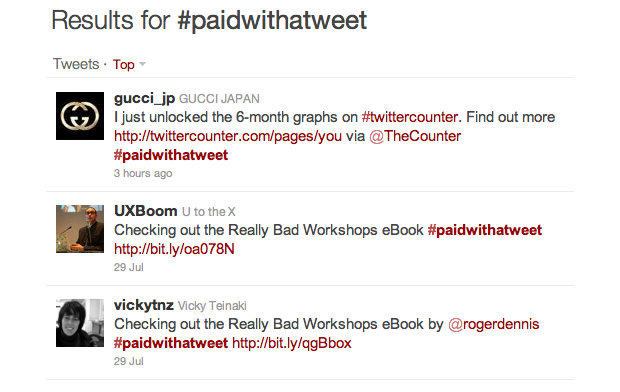 Results for #paidwithatweet
Tweets · Top
gucci_jp GUCCI JAPAN
I just unlocked the 6-month graphs on #twittercounter. Find out more
http://twittercounter.com/pages/you via @TheCounter
#paidwithatweet
3 hours ago
UXBoom U to the X
Checking out the Really Bad Workshops eBook #paidwithatweet
http://bit.ly/oa078N
29 Jul
vickytnz Vicky Teinaki
Checking out the Really Bad Workshops eBook by @rogerdennis
#paidwithatweet http://bit.ly/qgBbox
29 Jul